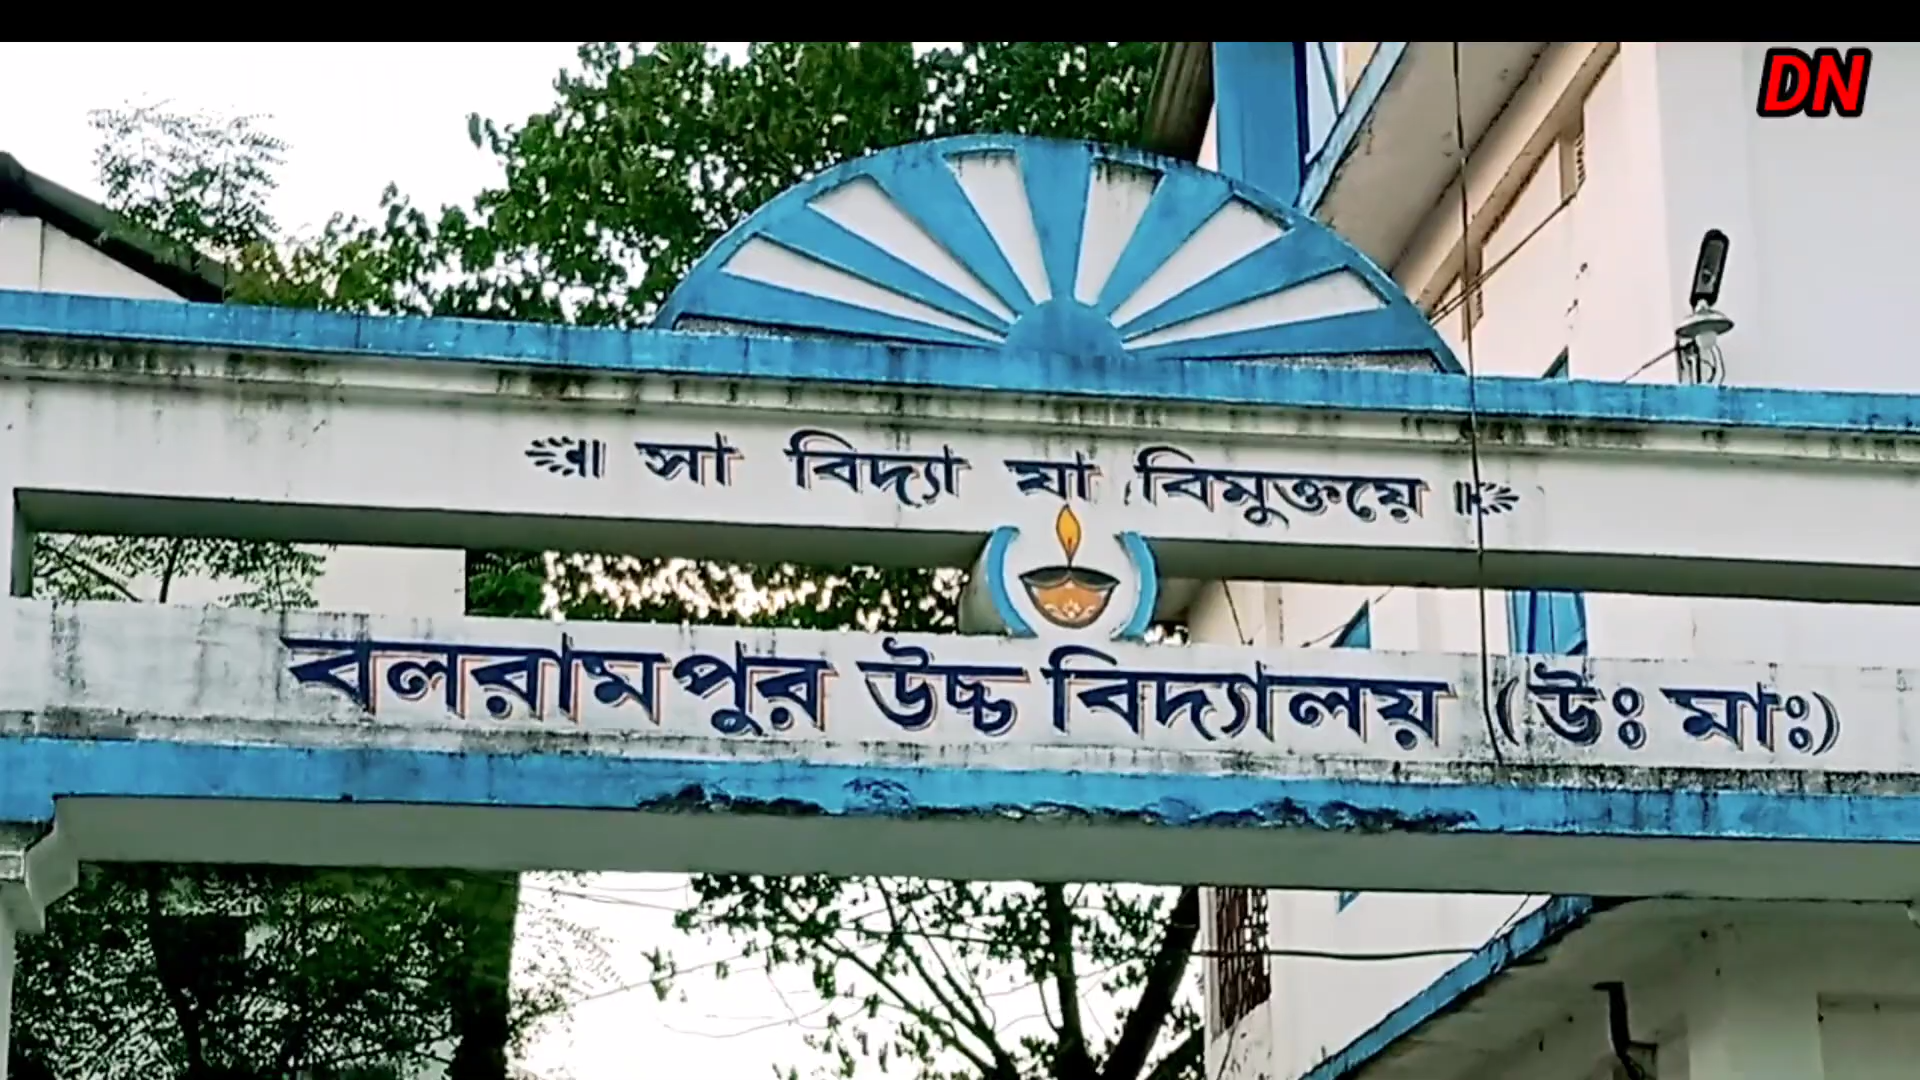 DN
॥ সা বিদ্যা যা বিমুক্তয়ে ॥
বলরামপুর উচ্চ বিদ্যালয় (উঃ মাঃ)